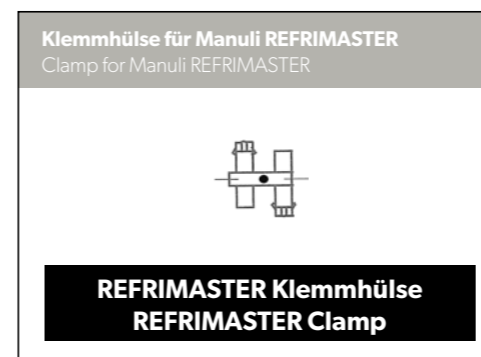 Klemmhülse für Manuli REFRIMASTER
Clamp for Manuli REFRIMASTER
REFRIMASTER Klemmhülse
REFRIMASTER Clamp